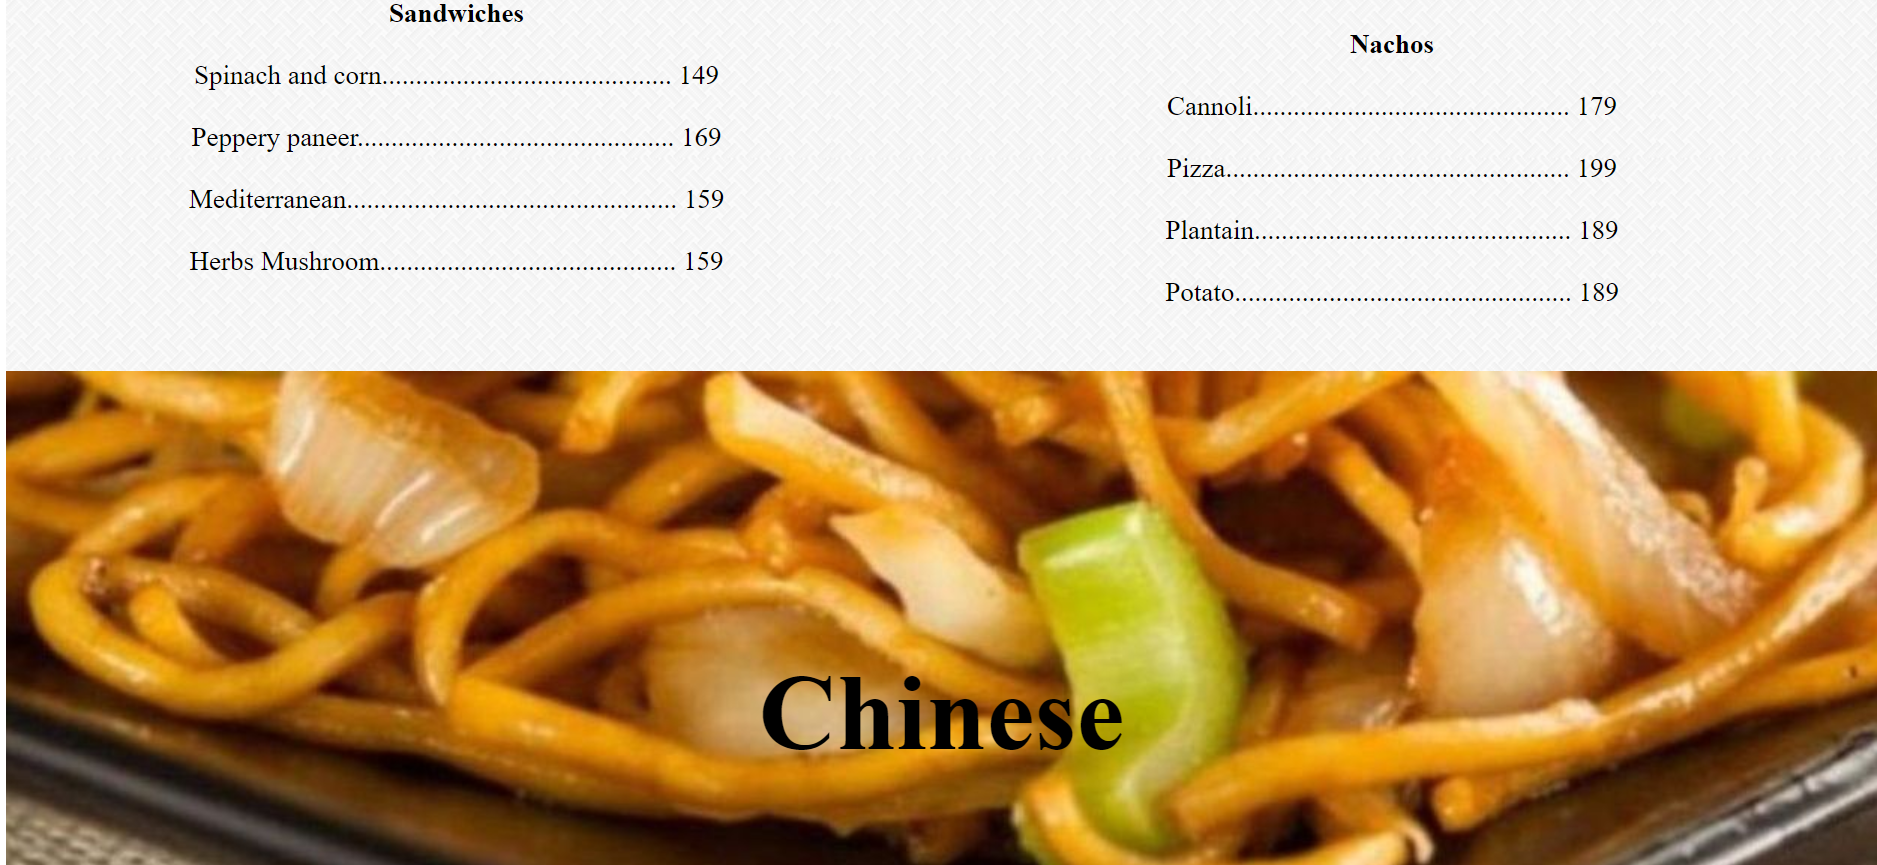 Sandwiches
Spinach and corn........................................... 149
Peppery paneer............................................... 169
Mediterranean................................................. 159
Herbs Mushroom............................................ 159
Nachos
Cannoli............................................... 179
Pizza................................................... 199
Plantain............................................... 189
Potato.................................................. 189
Chinese